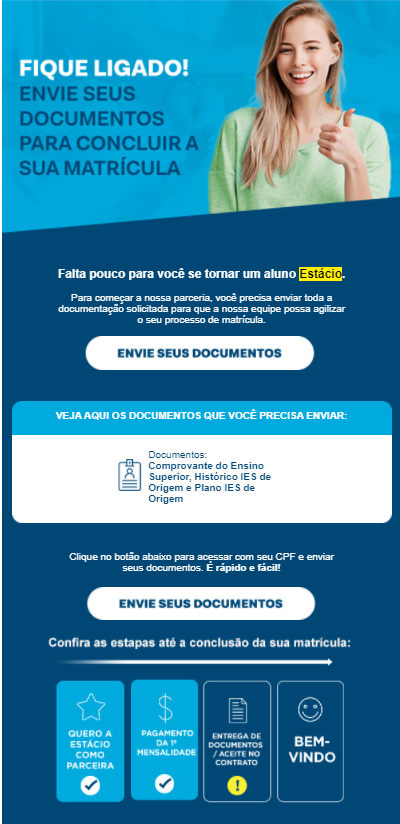 FIQUE LIGADO!
ENVIE SEUS
DOCUMENTOS
PARA CONCLUIR A
SUA MATRÍCULA
Falta pouco para você se tornar um aluno Estácio.
Para começar a nossa parceria, você precisa enviar toda a
documentação solicitada para que a nossa equipe possa agilizar
o seu processo de matrícula.
ENVIE SEUS DOCUMENTOS
VEJA AQUI OS DOCUMENTOS QUE VOCÊ PRECISA ENVIAR:
Documentos:
Comprovante do Ensino
Superior, Histórico IES de
Origem e Plano IES de
Origem
Clique no botão abaixo para acessar com seu CPF e enviar
seus documentos. É rápido e fácil!
ENVIE SEUS DOCUMENTOS
Confira as estapas até a conclusão da sua matrícula:
QUERO A
ESTÁCIO
COMO
PARCEIRA
PAGAMENTO
DA 1ª
MENSALIDADE
ENTREGA DE
DOCUMENTOS
/ ACEITE NO
CONTRATO
!
BEM-
VINDO